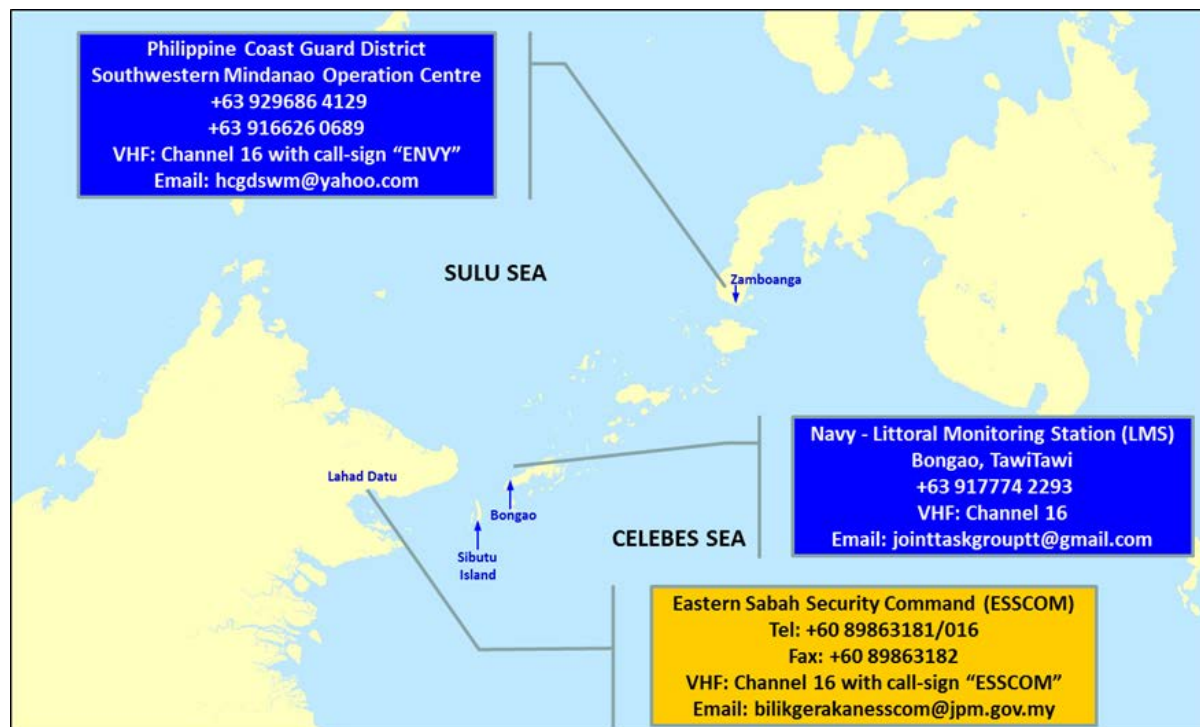 Philippine Coast Guard District
Southwestern Mindanao Operation Centre
+63 929686 4129
+63 916626 0689
VHF: Channel 16 with call-sign “ENVY”
Email: hcgdswm@yahoo.com
SULU SEA
Zamboanga
Navy - Littoral Monitoring Station (LMS)
Bongao, TawiTawi
+63 917774 2293
VHF: Channel 16
Email: jointtaskgrouptt@gmail.com
Lahad Datu
Bongao
CELEBES SEA
Sibutu
Island
Eastern Sabah Security Command (ESSCOM)
Tel: +60 89863181/016
Fax: +60 89863182
VHF: Channel 16 with call-sign “ESSCOM”
Email: bilikgerakanesscom@jpm.gov.my